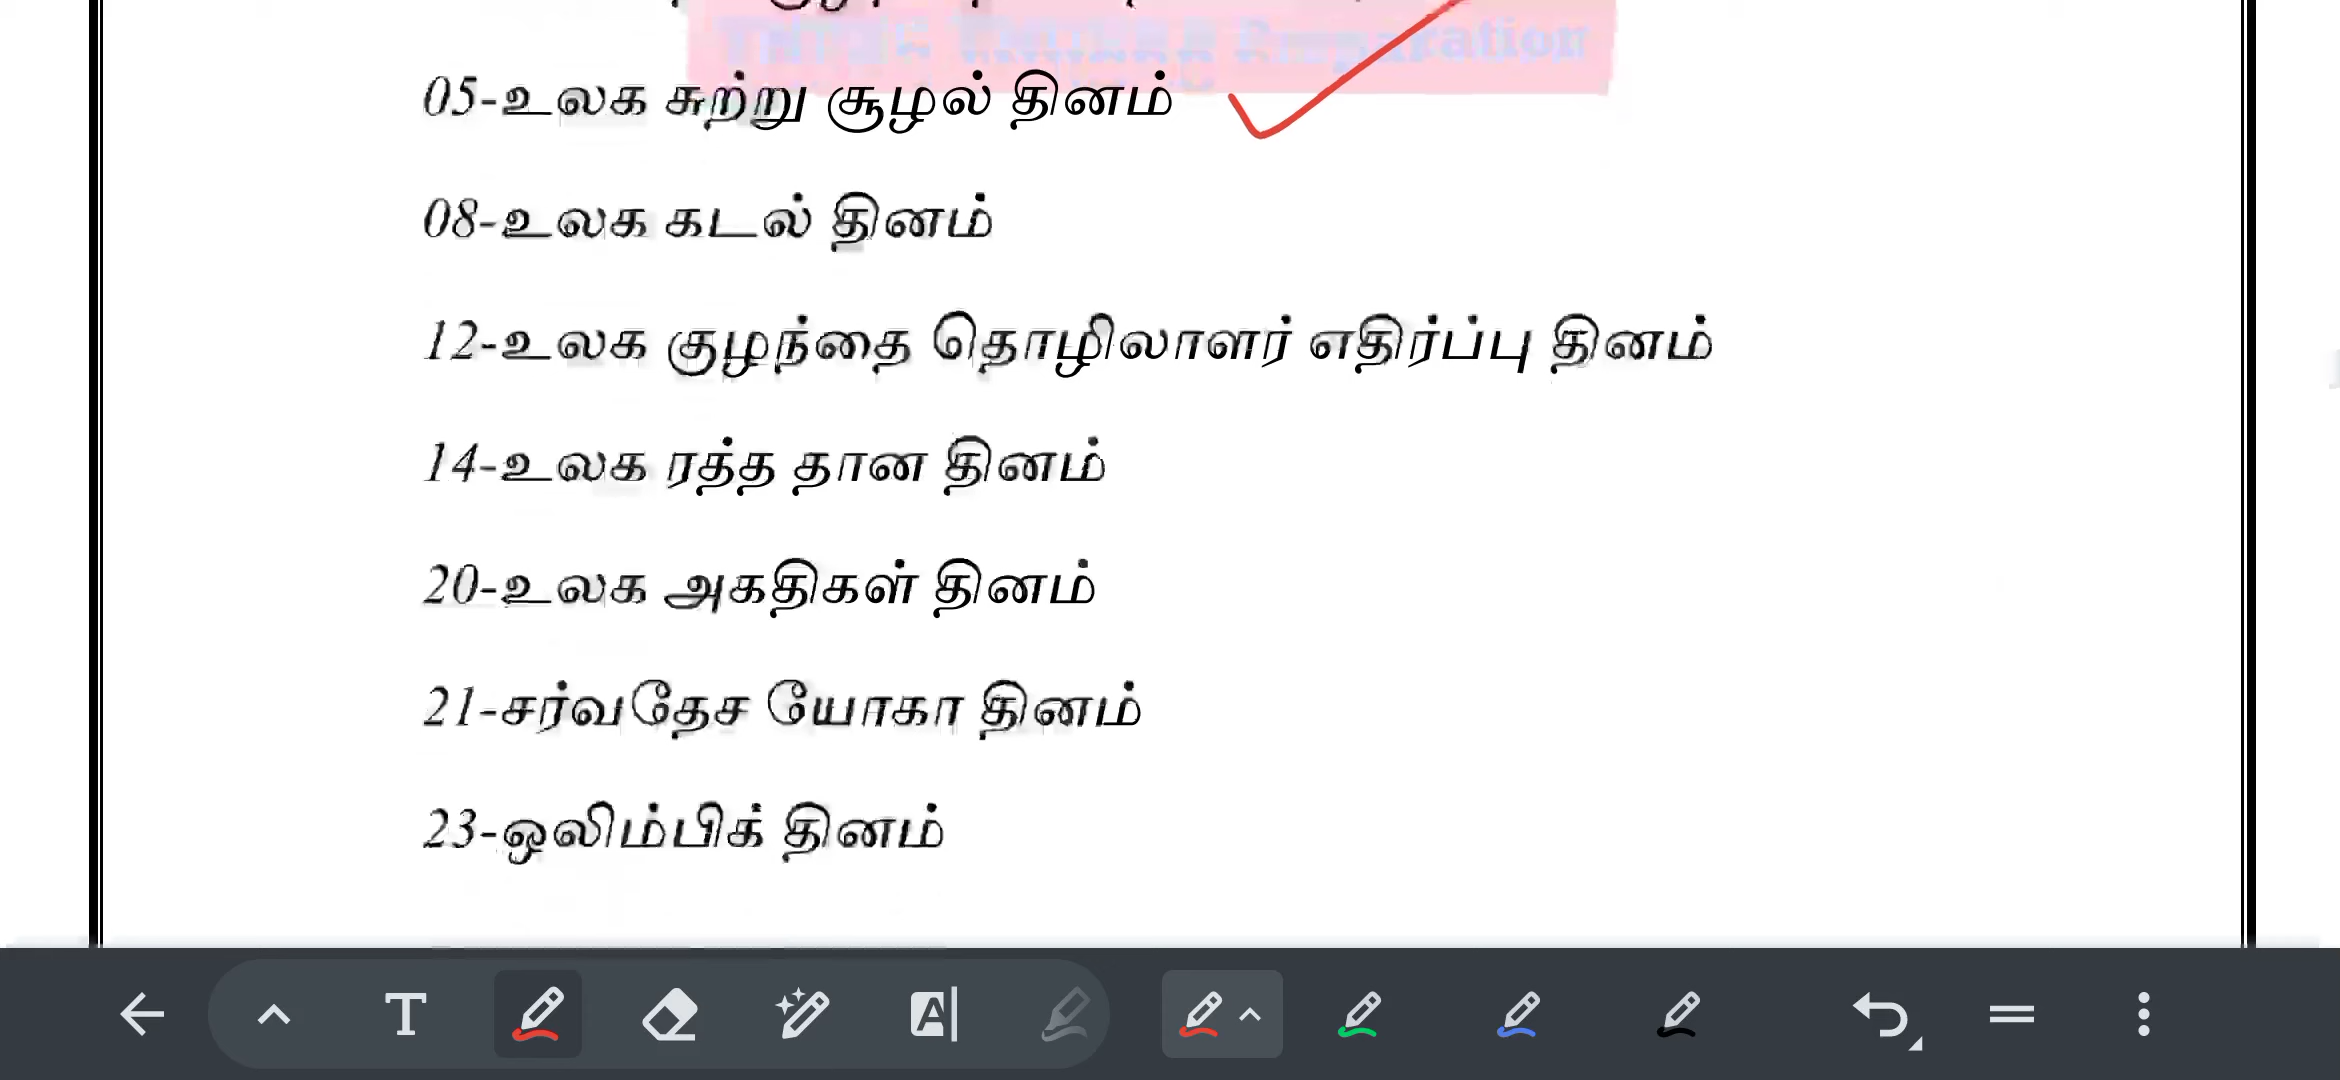 Preparation
05-உலக சுற்று சூழல் தினம்
08-உலக கடல் தினம்
12-உலக குழந்தை தொழிலாளர் எதிர்ப்பு தினம்
14-உலக ரத்த தான தினம்
20-உலக அகதிகள் தினம்
21-சர்வதேச யோகா தினம்
23-ஒலிம்பிக் தினம்